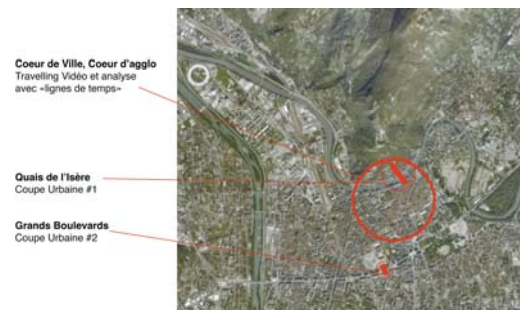 Coeur de Ville, Coeur d'agglo
Travelling Vidéo et analyse
avec «lignes de temps»
Quais de l'Isère
Coupe Urbaine #1
Grands Boulevards
Coupe Urbaine #2